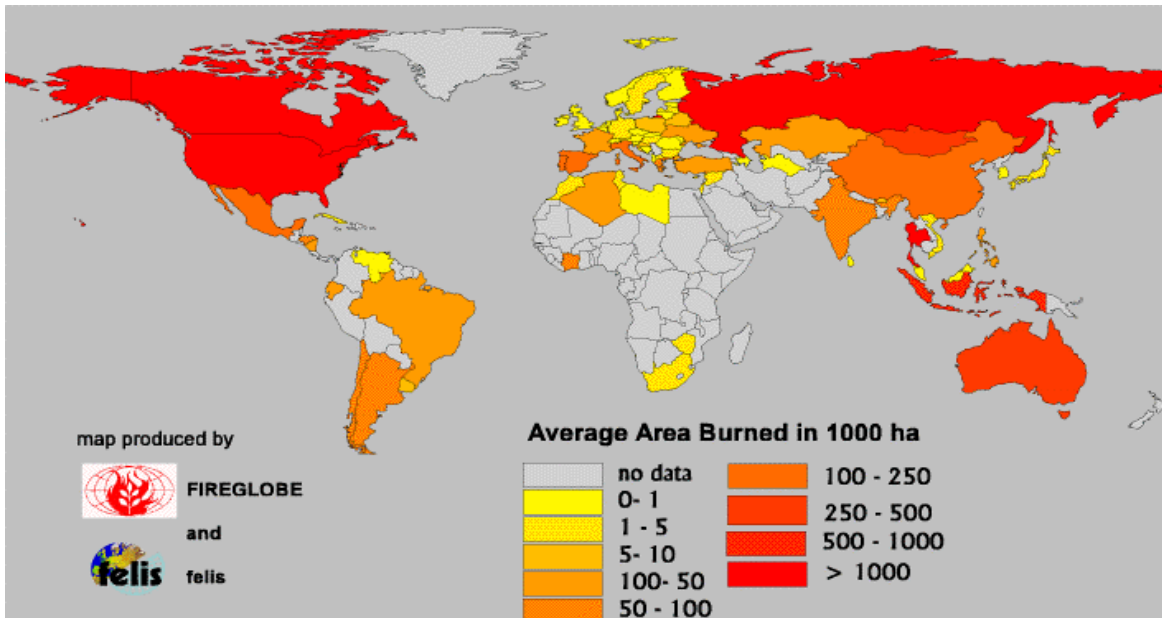 map produced by
FIREGLOBE
and
felis
felis
Average Area Burned in 1000 ha
no data
0- 1
1 - 5
5- 10
100- 50
50 - 100
100 - 250
250 - 500
500 - 1000
> 1000